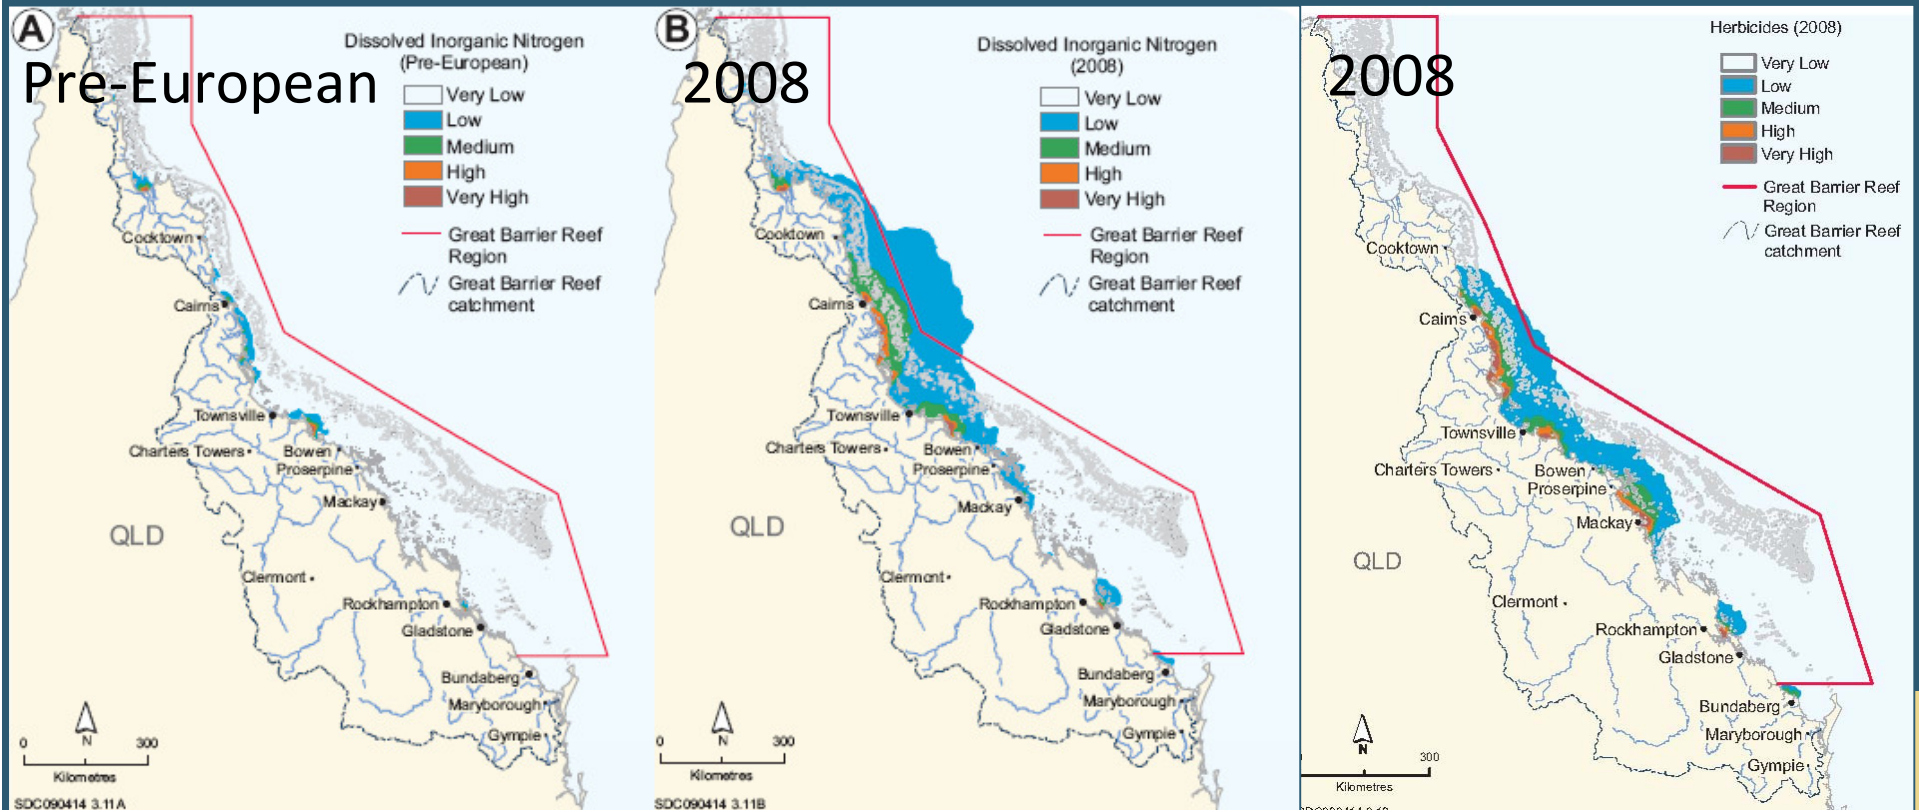 A
Pre-European
Dissolved Inorganic Nitrogen
(Pre-European)
Very Low
Low
Medium
High
Very High
Great Barrier Reef
Region
Great Barrier Reef
catchment
Cooktown
Cairns
Townsville
Charters Towers
Bowen
Proserpine
Mackay
QLD
Clermont
Rockhampton
Gladstone
Bundaberg
Maryborough
Gympie
0 N 300
Kilometres
SDC090414 3.11A
B
2008
Dissolved Inorganic Nitrogen
(2008)
Very Low
Low
Medium
High
Very High
Great Barrier Reef
Region
Great Barrier Reef
catchment
Cooktown
Cairns
Townsville
Charters Towers
Bowen
Proserpine
Mackay
QLD
Clermont
Rockhampton
Gladstone
Bundaberg
Maryborough
Gympie
0 N 300
Kilometres
SDC090414 3.11B
2008
Herbicides (2008)
Very Low
Low
Medium
High
Very High
Great Barrier Reef
Region
Great Barrier Reef
catchment
Cooktown
Cairns
Townsville
Charters Towers
Bowen
Proserpine
Mackay
QLD
Clermont
Rockhampton
Gladstone
Bundaberg
Maryborough
Gympie
N 300
Kilometres